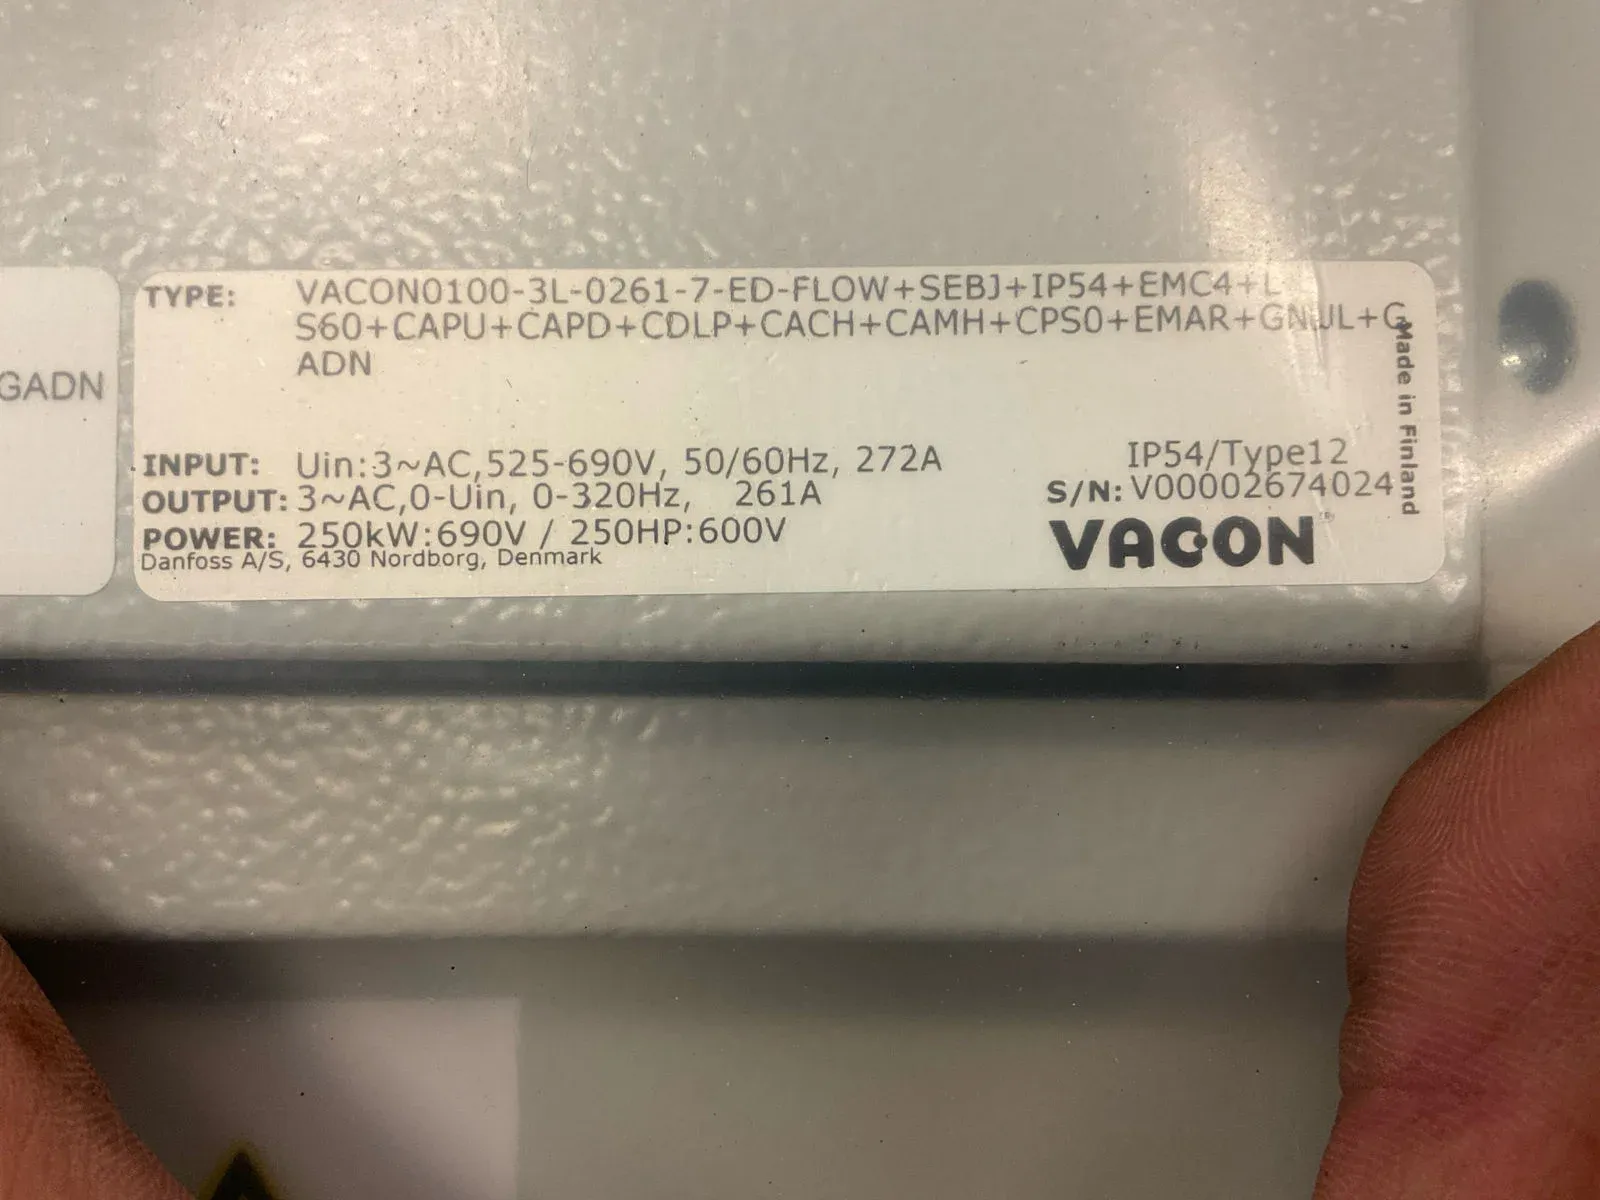 GADN
TYPE: VACON0100-3L-0261-7-ED-FLOW+SEBJ+IP54+EMC4+L
S60+CAPU+CAPD+CDLP+CACH+CAMH+CPS0+EMAR+GNUL+G
ADN
INPUT: Uin:3~AC,525-690V, 50/60Hz, 272A
OUTPUT: 3~AC,0-Uin, 0-320Hz, 261A
POWER: 250kW:690V / 250HP:600V
Danfoss A/S, 6430 Nordborg, Denmark
IP54/Type12
S/N: V00002674024
VACON™
Made in Finland